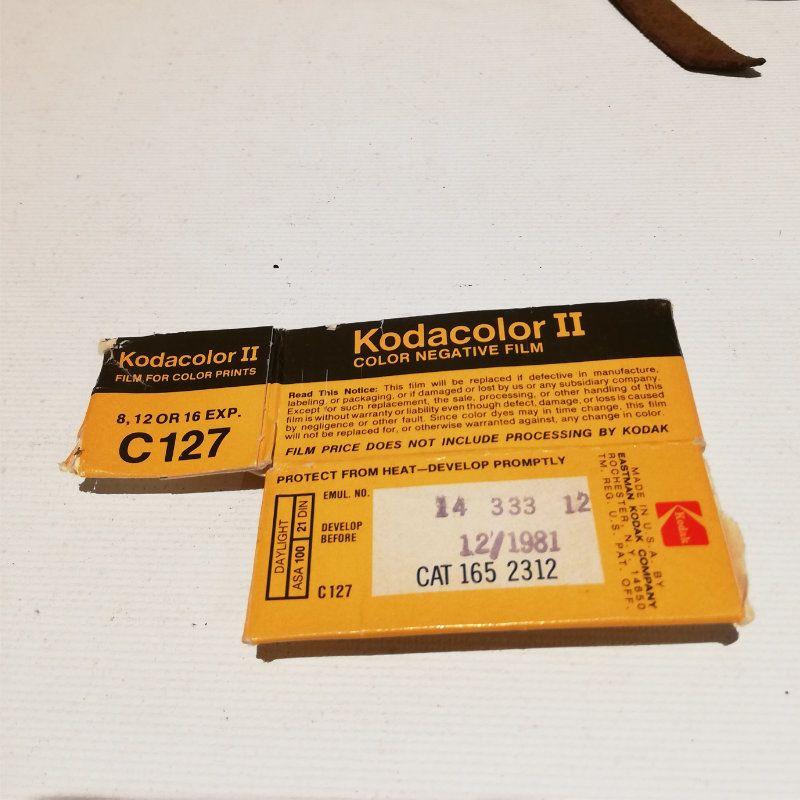 Kodacolor II
FILM FOR COLOR PRINTS
8, 12 OR 16 EXP.
C127
Kodacolor II
COLOR NEGATIVE FILM
Read This Notice: This film will be replaced if defective in manufacture,
labeling, or packaging, or if damaged or lost by us or any subsidiary company.
Except for such replacement, the sale, processing, or other handling of this
film is without warranty or liability even though defect, damage, or loss is caused
by negligence or other fault. Since color dyes may in time change, this film
will not be replaced for, or otherwise warranted against, any change in color.
FILM PRICE DOES NOT INCLUDE PROCESSING BY KODAK
PROTECT FROM HEAT—DEVELOP PROMPTLY
DAYLIGHT
ASA 100 21 DIN
EMUL. NO.
DEVELOP
BEFORE
C127
14 333 12
12/1981
CAT 165 2312
MADE IN U.S.A. BY
EASTMAN KODAK COMPANY
ROCHESTER, N.Y. 14650
TM. REG. U.S. PAT. OFF.
Kodak